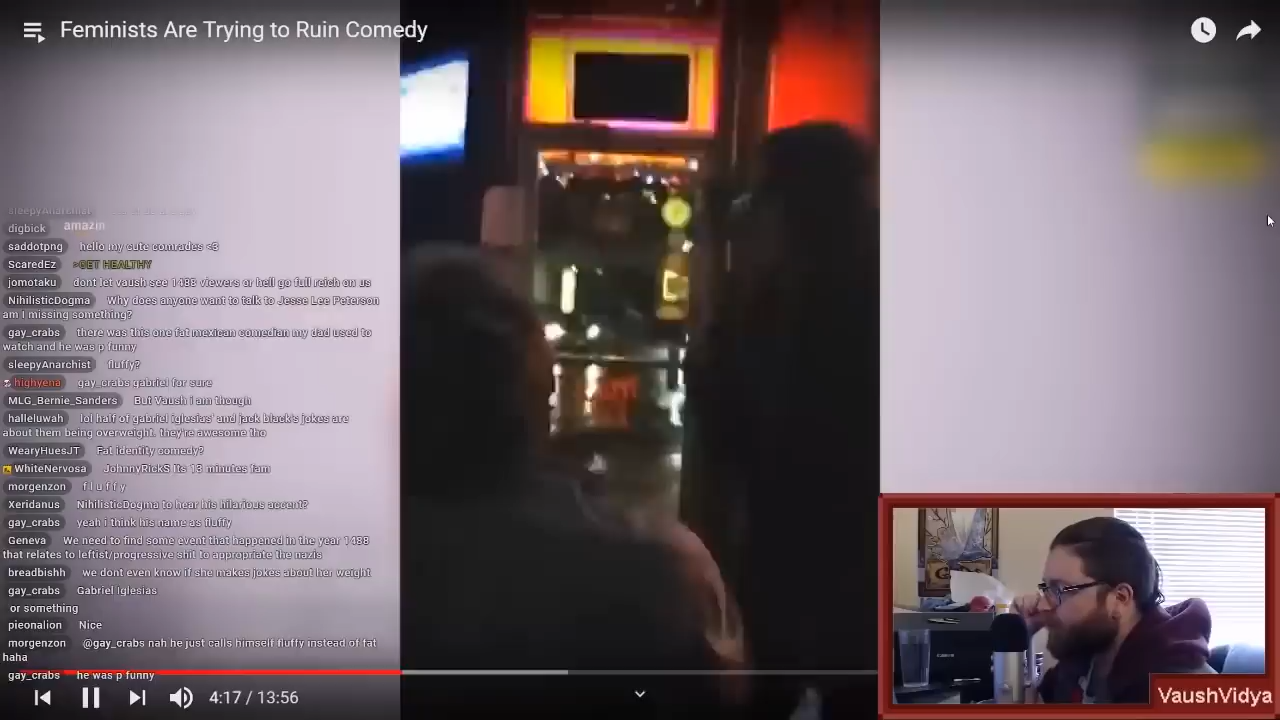 Feminists Are Trying to Ruin Comedy
sleepyAnarchist
digbick amazin
saddotpng hello my cute comrades <3
ScaredEz >GET HEALTHY
jomotaku dont let vaush see 1488 viewers or hell go full reich on us
NihilisticDogma Why does anyone want to talk to Jesse Lee Peterson
am I missing something?
gay_crabs there was this one fat mexican comedian my dad used to
watch and he was p funny
sleepyAnarchist fluffy?
highyena gay_crabs gabriel for sure
MLG_Bernie_Sanders But Vaush i am though
halleluwah lol half of gabriel iglesias' and jack black's jokes are
about them being overweight. they're awesome tho
WearyHuesJT Fat identity comedy?
WhiteNervosa JohnnyRickS Its 13 minutes fam
morgenzon f l u f f y
Xeridanus NihilisticDogma to hear his hilarious accent?
gay_crabs yeah i think his name as fluffy
Geneva We need to find some event that happened in the year 1488
that relates to leftist/progressive shit to appropriate the nazis
breadbishh we dont even know if she makes jokes about her weight
gay_crabs Gabriel Iglesias
or something
pieonalion Nice
morgenzon @gay_crabs nah he just calls himself fluffy instead of fat
haha
gay_crabs he was p funny
4:17 / 13:56
VaushVidya